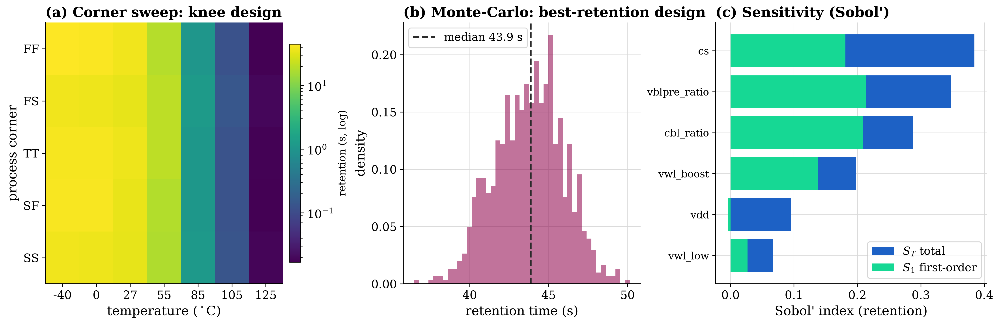 (a) Corner sweep: knee design
FF
FS
TT
SF
SS
process corner
-40 0 27 55 85 105 125
temperature (°C)
10¹
10⁰
10⁻¹
retention (s, log)
(b) Monte-Carlo: best-retention design
median 43.9 s
0.20
0.15
0.10
0.05
0.00
density
40 45 50
retention time (s)
(c) Sensitivity (Sobol')
cs
vblpre_ratio
cbl_ratio
vwl_boost
vdd
vwl_low
S_T total
S₁ first-order
0.0 0.1 0.2 0.3 0.4
Sobol' index (retention)